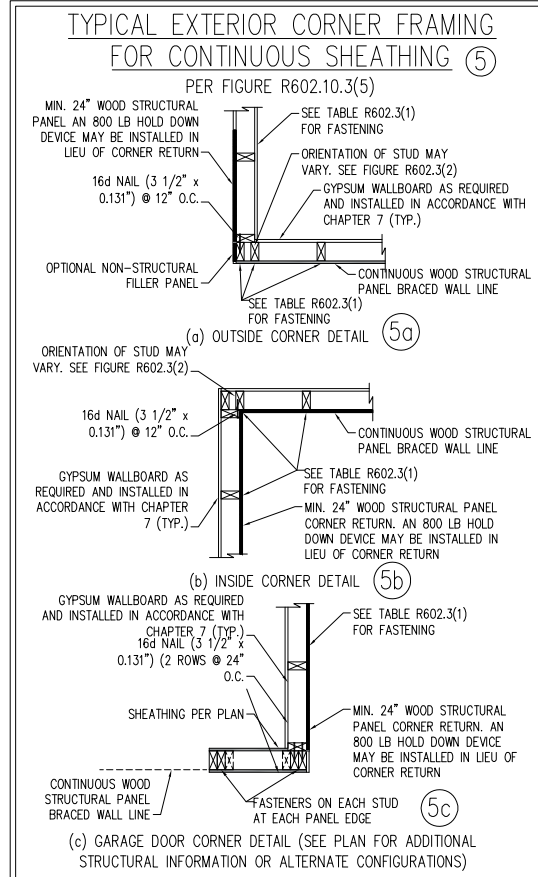 TYPICAL EXTERIOR CORNER FRAMING
FOR CONTINUOUS SHEATHING 5
PER FIGURE R602.10.3(5)
MIN. 24" WOOD STRUCTURAL
PANEL AN 800 LB HOLD DOWN
DEVICE MAY BE INSTALLED IN
LIEU OF CORNER RETURN
SEE TABLE R602.3(1)
FOR FASTENING
ORIENTATION OF STUD MAY
VARY. SEE FIGURE R602.3(2)
16d NAIL (3 1/2" x
0.131") @ 12" O.C.
GYPSUM WALLBOARD AS REQUIRED
AND INSTALLED IN ACCORDANCE WITH
CHAPTER 7 (TYP.)
OPTIONAL NON-STRUCTURAL
FILLER PANEL
CONTINUOUS WOOD STRUCTURAL
PANEL BRACED WALL LINE
SEE TABLE R602.3(1)
FOR FASTENING
(a) OUTSIDE CORNER DETAIL 5a
ORIENTATION OF STUD MAY
VARY. SEE FIGURE R602.3(2)
16d NAIL (3 1/2" x
0.131") @ 12" O.C.
CONTINUOUS WOOD STRUCTURAL
PANEL BRACED WALL LINE
GYPSUM WALLBOARD AS
REQUIRED AND INSTALLED IN
ACCORDANCE WITH CHAPTER
7 (TYP.)
SEE TABLE R602.3(1)
FOR FASTENING
MIN. 24" WOOD STRUCTURAL PANEL
CORNER RETURN. AN 800 LB HOLD
DOWN DEVICE MAY BE INSTALLED IN
LIEU OF CORNER RETURN
(b) INSIDE CORNER DETAIL 5b
GYPSUM WALLBOARD AS REQUIRED
AND INSTALLED IN ACCORDANCE WITH
CHAPTER 7 (TYP.)
16d NAIL (3 1/2" x
0.131") (2 ROWS @ 24"
O.C.
SEE TABLE R602.3(1)
FOR FASTENING
SHEATHING PER PLAN
MIN. 24" WOOD STRUCTURAL
PANEL CORNER RETURN. AN
800 LB HOLD DOWN DEVICE
MAY BE INSTALLED IN LIEU OF
CORNER RETURN
CONTINUOUS WOOD
STRUCTURAL PANEL
BRACED WALL LINE
FASTENERS ON EACH STUD
AT EACH PANEL EDGE
5c
(c) GARAGE DOOR CORNER DETAIL (SEE PLAN FOR ADDITIONAL
STRUCTURAL INFORMATION OR ALTERNATE CONFIGURATIONS)